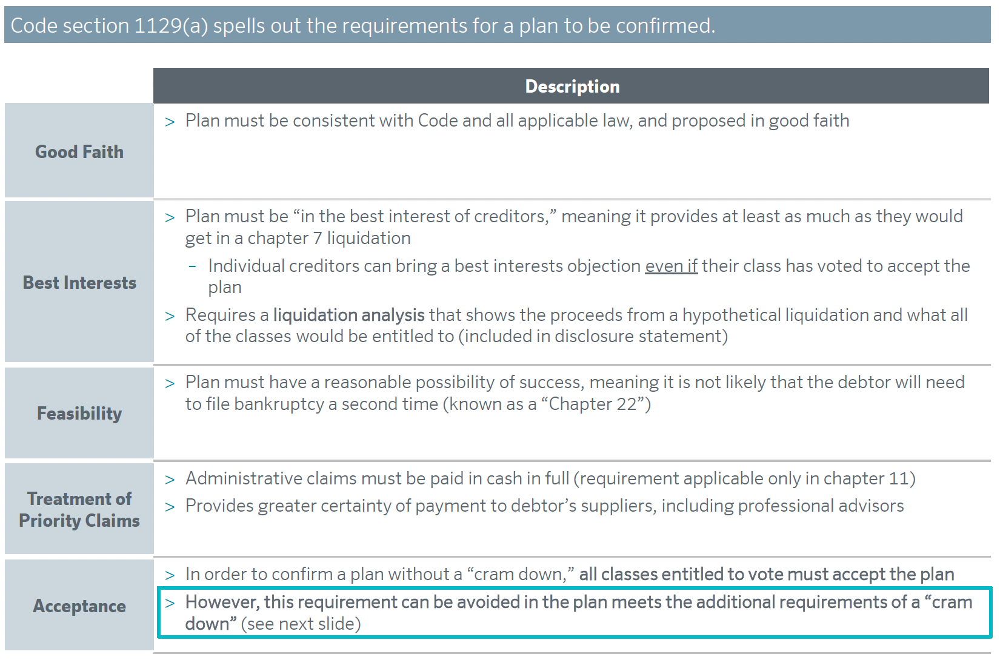 Code section 1129(a) spells out the requirements for a plan to be confirmed.
Description
Good Faith
> Plan must be consistent with Code and all applicable law, and proposed in good faith
Best Interests
> Plan must be “in the best interest of creditors,” meaning it provides at least as much as they would
get in a chapter 7 liquidation
– Individual creditors can bring a best interests objection even if their class has voted to accept the
plan
> Requires a liquidation analysis that shows the proceeds from a hypothetical liquidation and what all
of the classes would be entitled to (included in disclosure statement)
Feasibility
> Plan must have a reasonable possibility of success, meaning it is not likely that the debtor will need
to file bankruptcy a second time (known as a “Chapter 22”)
Treatment of
Priority Claims
> Administrative claims must be paid in cash in full (requirement applicable only in chapter 11)
> Provides greater certainty of payment to debtor’s suppliers, including professional advisors
Acceptance
> In order to confirm a plan without a “cram down,” all classes entitled to vote must accept the plan
> However, this requirement can be avoided in the plan meets the additional requirements of a “cram
down” (see next slide)